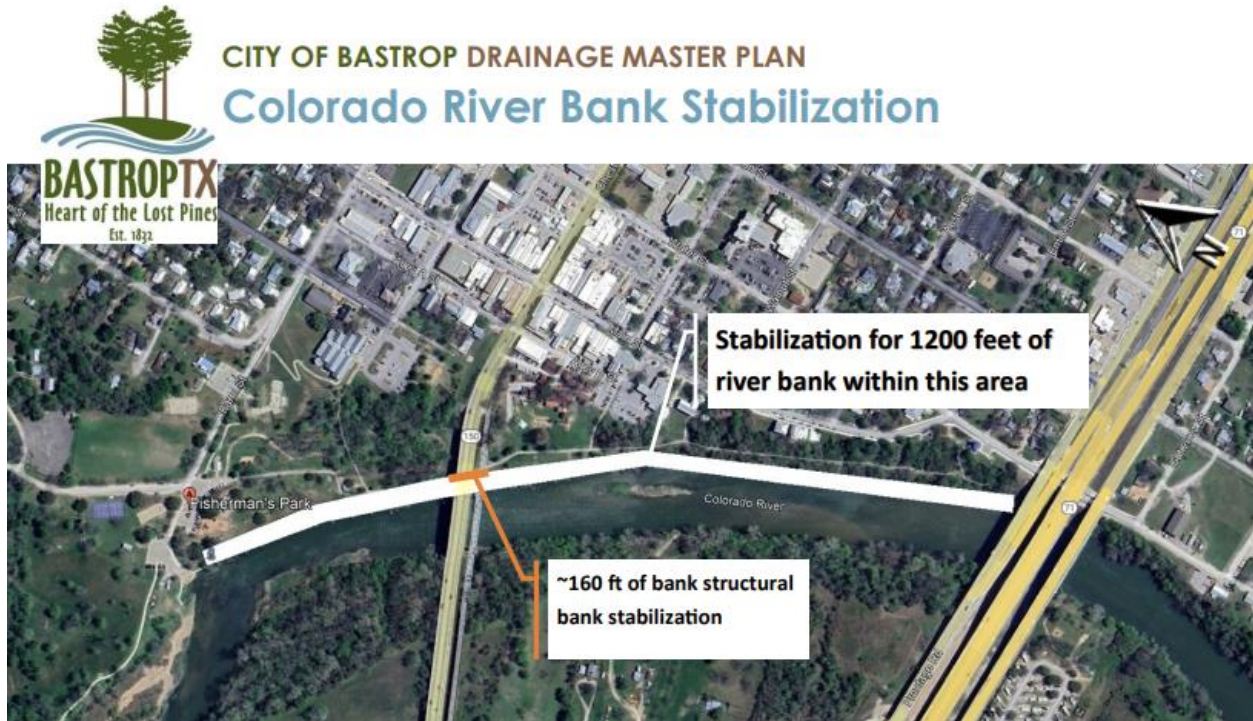 CITY OF BASTROP DRAINAGE MASTER PLAN
Colorado River Bank Stabilization
BASTROPTX
Heart of the Lost Pines
Est. 1832
N
71
Stabilization for 1200 feet of
river bank within this area
150
Fisherman's Park
Colorado River
71
~160 ft of bank structural
bank stabilization